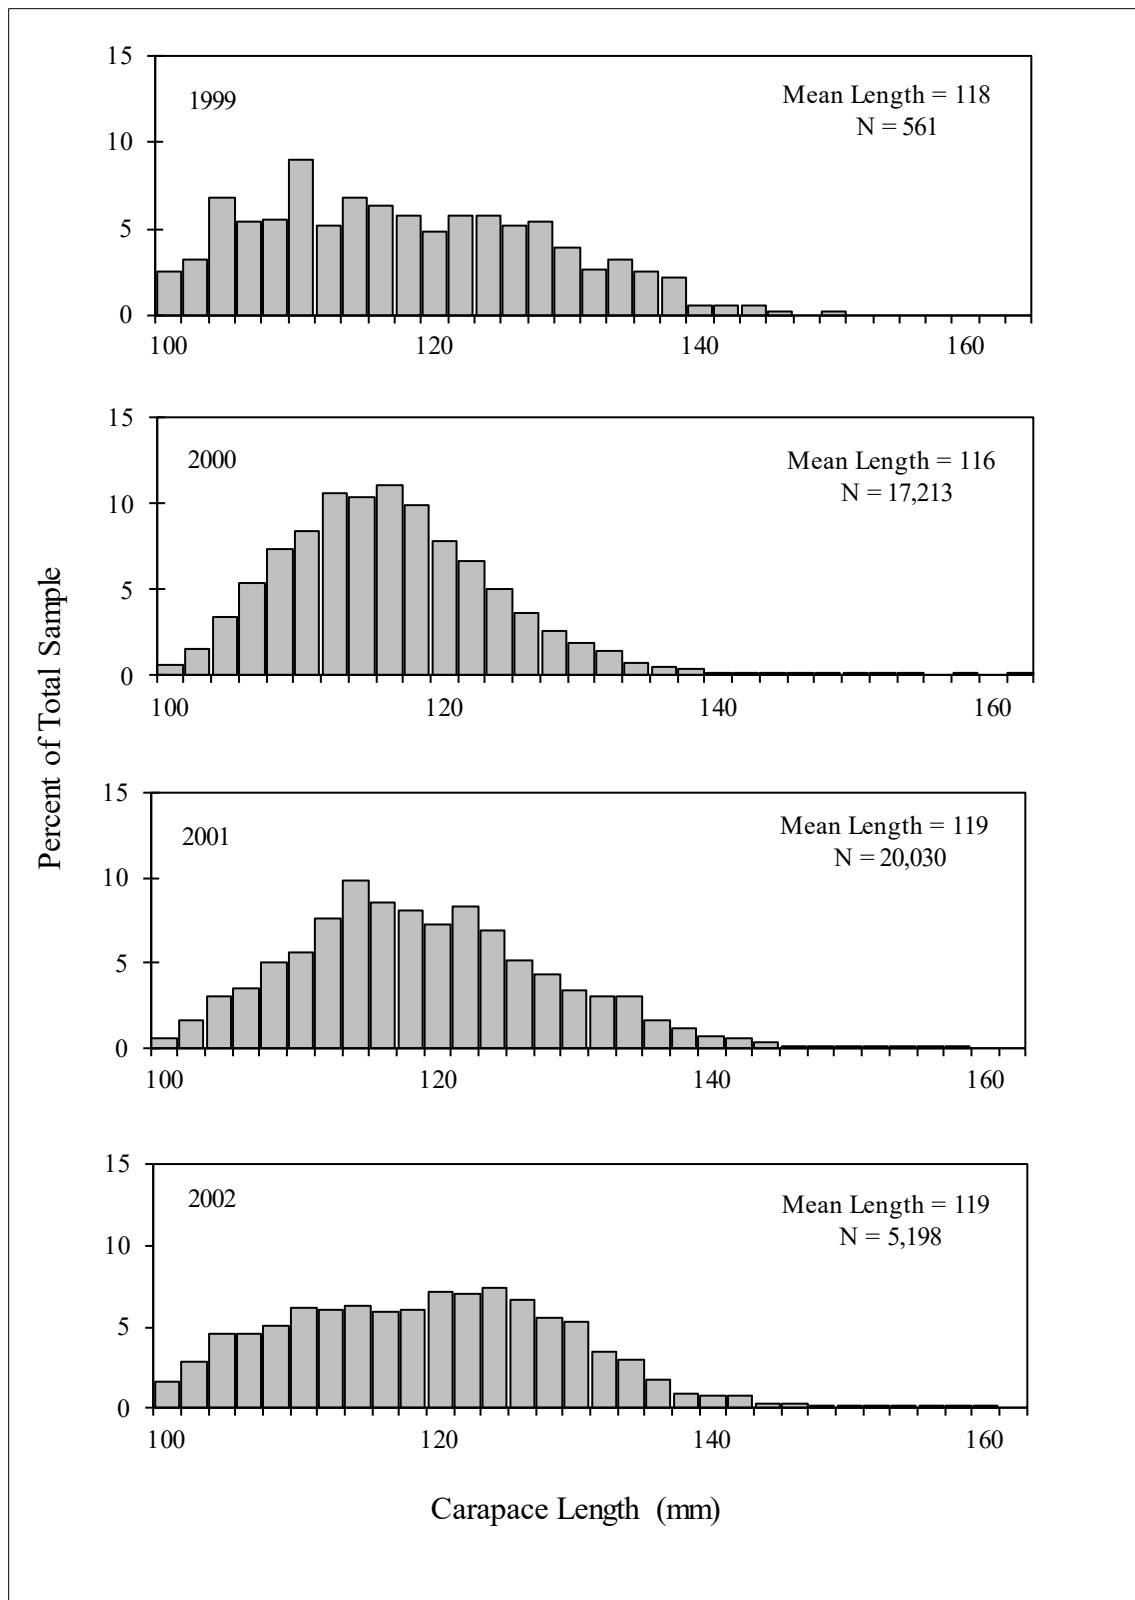 15
1999
Mean Length = 118
N = 561
10
5
0
100 120 140 160
15
2000
Mean Length = 116
N = 17,213
10
5
0
100 120 140 160
Percent of Total Sample
15
2001
Mean Length = 119
N = 20,030
10
5
0
100 120 140 160
15
2002
Mean Length = 119
N = 5,198
10
5
0
100 120 140 160
Carapace Length (mm)